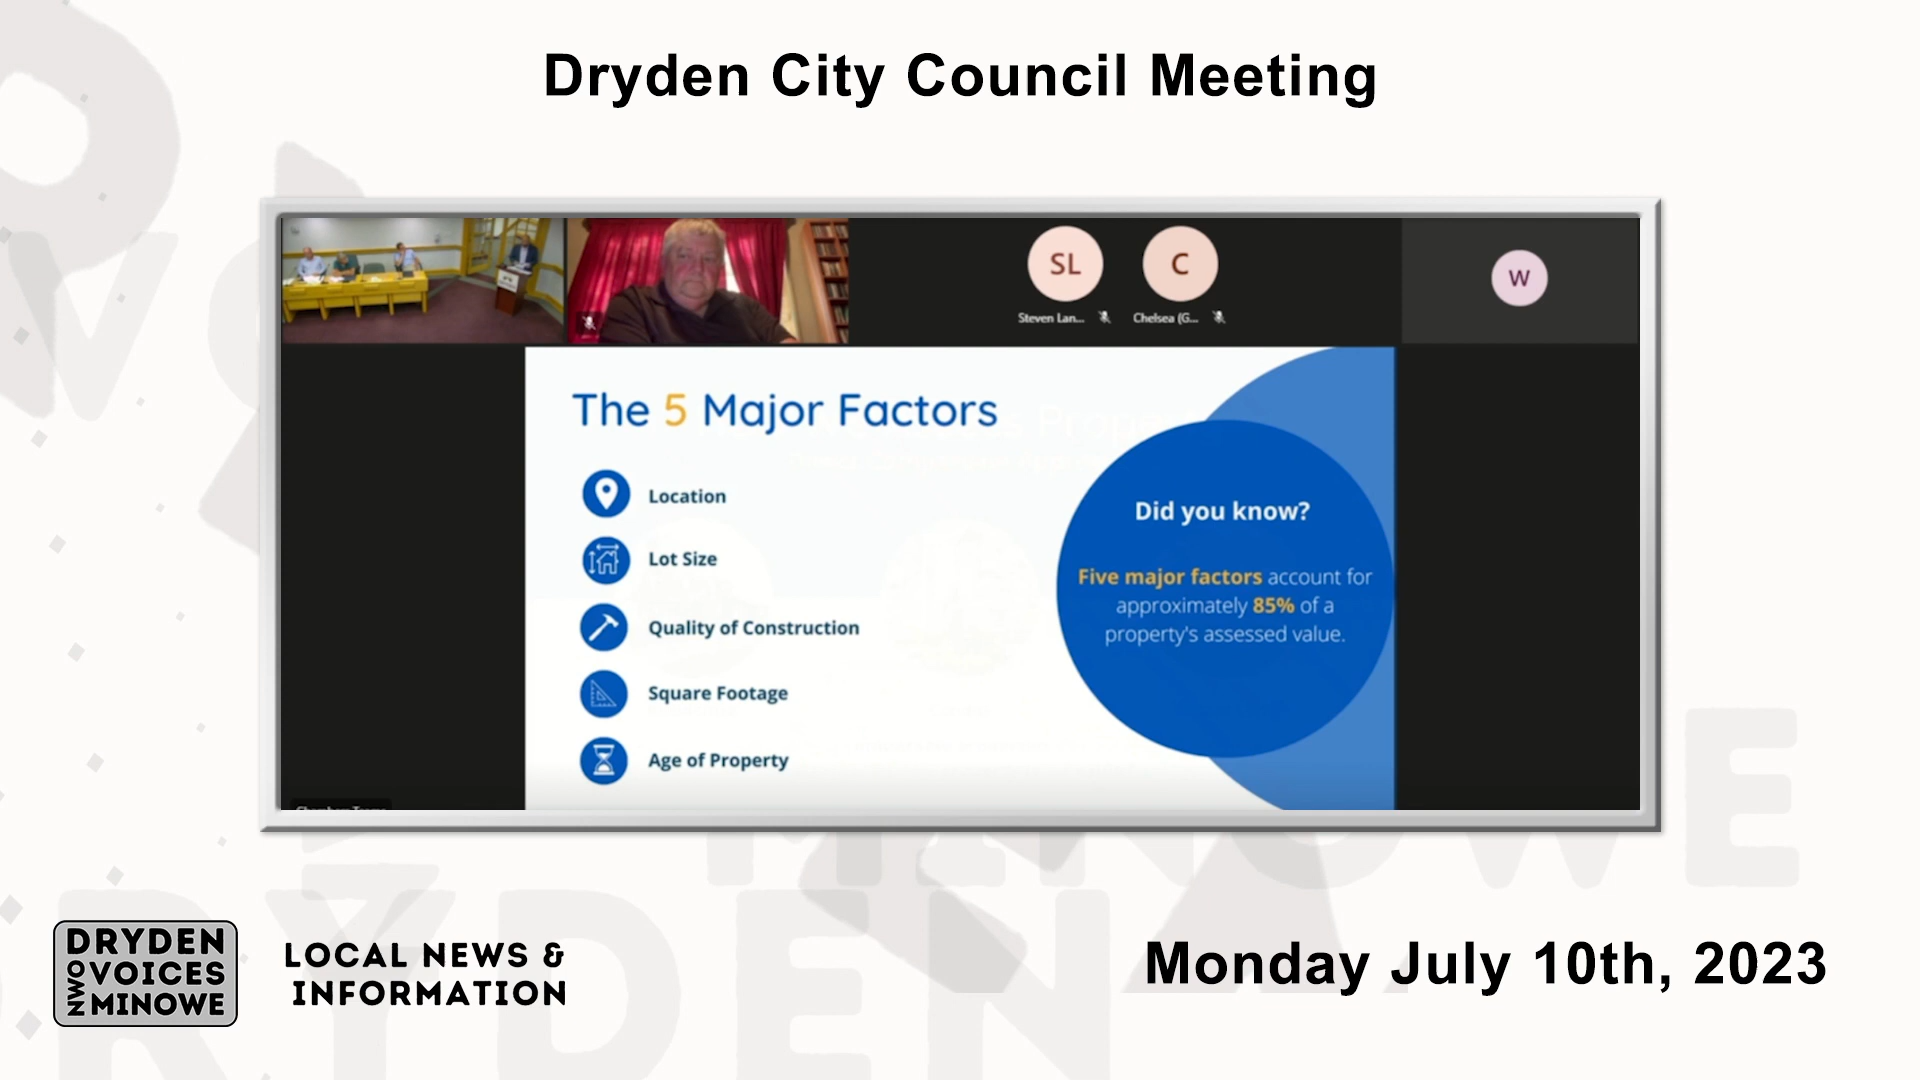 Dryden City Council Meeting
SL
C
W
Steven Lan...
Chelsea (G...
The 5 Major Factors
Location
Lot Size
Quality of Construction
Square Footage
Age of Property
Did you know?
Five major factors account for
approximately 85% of a
property's assessed value.
DRYDEN
NWO VOICES
MINOWE
LOCAL NEWS &
INFORMATION
Monday July 10th, 2023